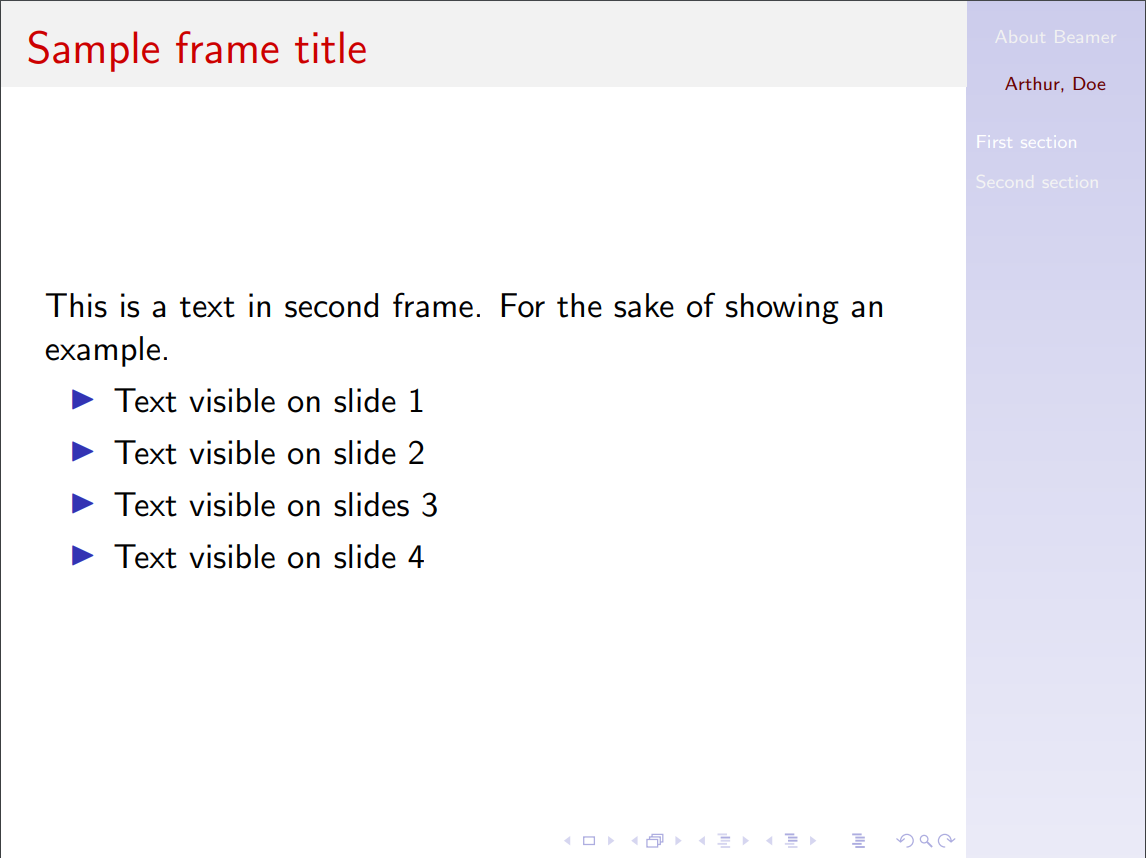 Sample frame title
This is a text in second frame. For the sake of showing an
example.
Text visible on slide 1
Text visible on slide 2
Text visible on slides 3
Text visible on slide 4
About Beamer
Arthur, Doe
First section
Second section